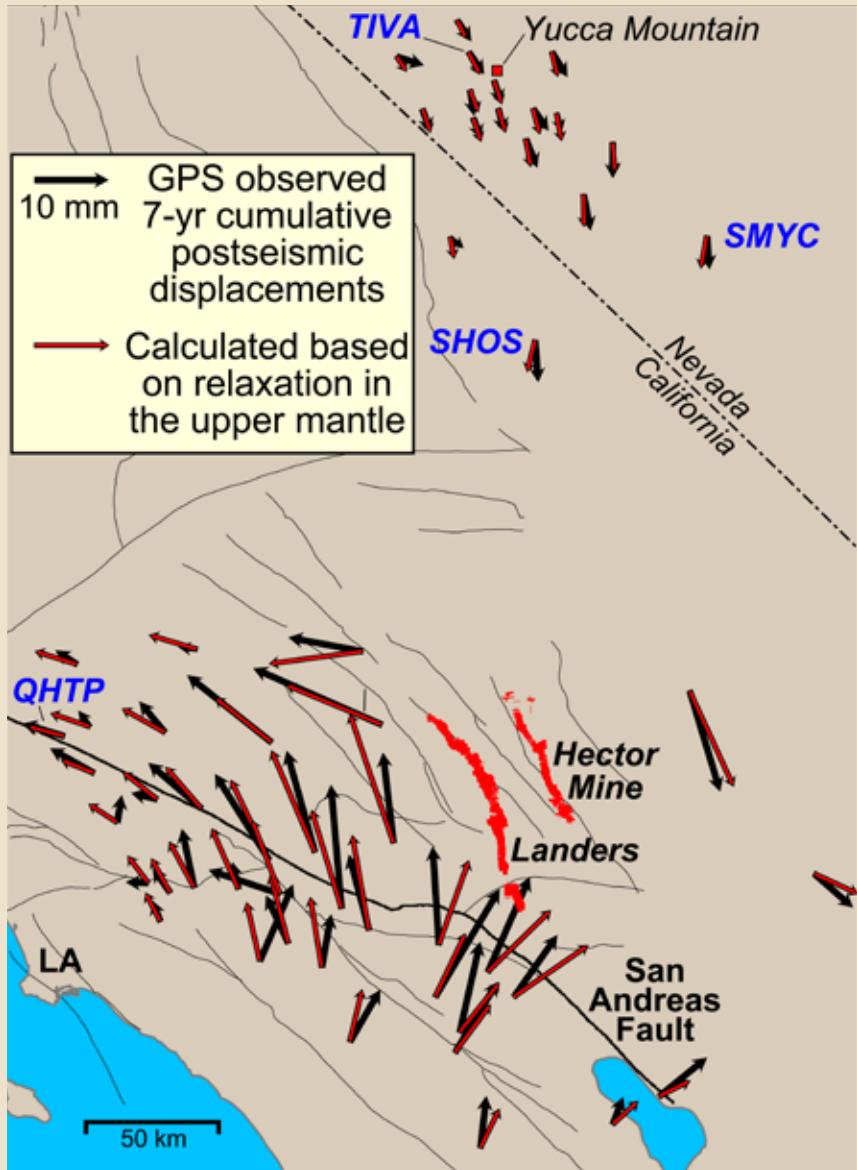 TIVA
Yucca Mountain
GPS observed
10 mm
7-yr cumulative
postseismic
displacements
Calculated based
on relaxation in
the upper mantle
SMYC
SHOS
Nevada
California
QHTP
Hector
Mine
Landers
LA
San
Andreas
Fault
50 km